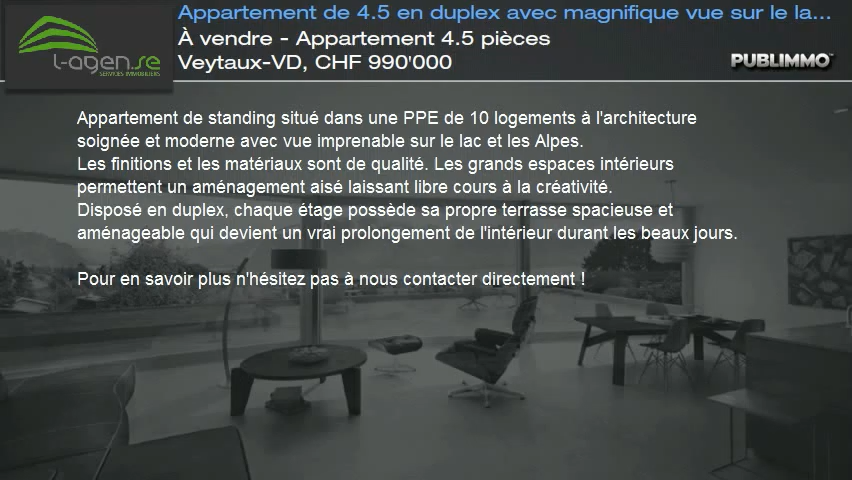 Appartement de 4.5 en duplex avec magnifique vue sur le la...
À vendre - Appartement 4.5 pièces
Veytaux-VD, CHF 990'000
l-agen.se
SERVICES IMMOBILIERS
PUBLIMMO™
Appartement de standing situé dans une PPE de 10 logements à l'architecture
soignée et moderne avec vue imprenable sur le lac et les Alpes.
Les finitions et les matériaux sont de qualité. Les grands espaces intérieurs
permettent un aménagement aisé laissant libre cours à la créativité.
Disposé en duplex, chaque étage possède sa propre terrasse spacieuse et
aménageable qui devient un vrai prolongement de l'intérieur durant les beaux jours.
Pour en savoir plus n'hésitez pas à nous contacter directement !